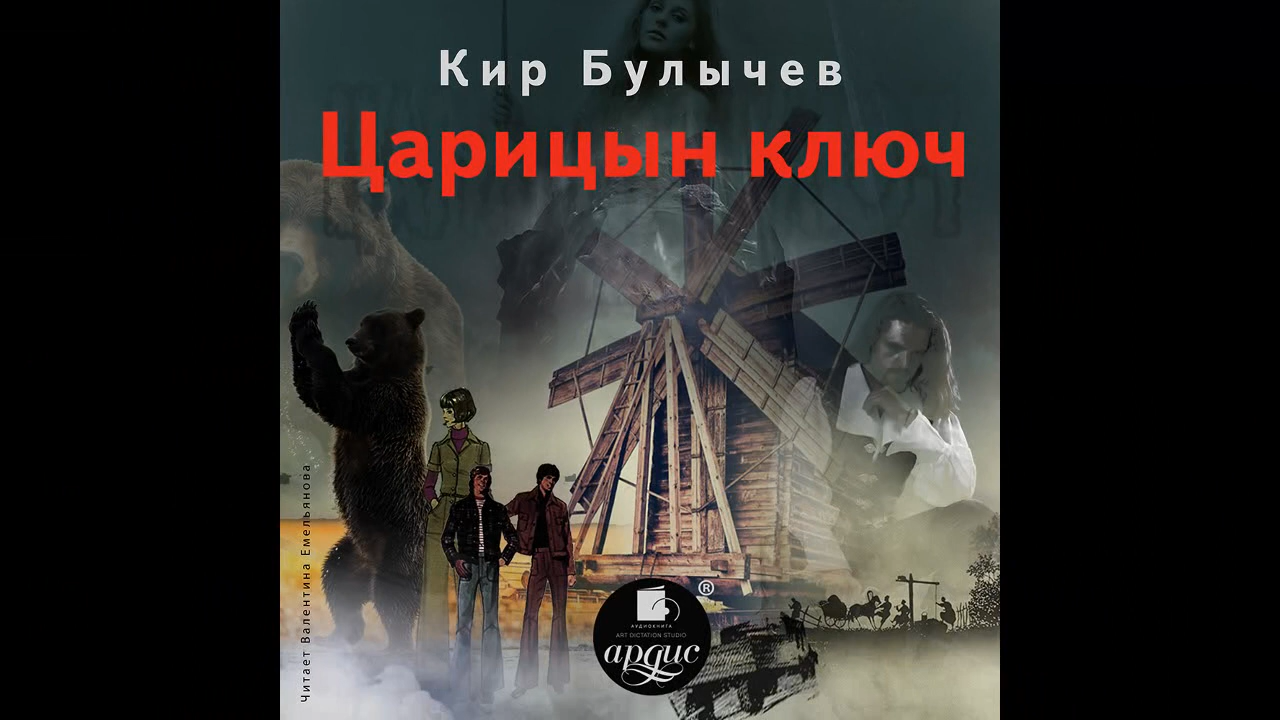 Кир Булычев
Царицын ключ
Читает Валентина Емельянова
®
АУДИОКНИГА
ART DICTATION STUDIO
ардис